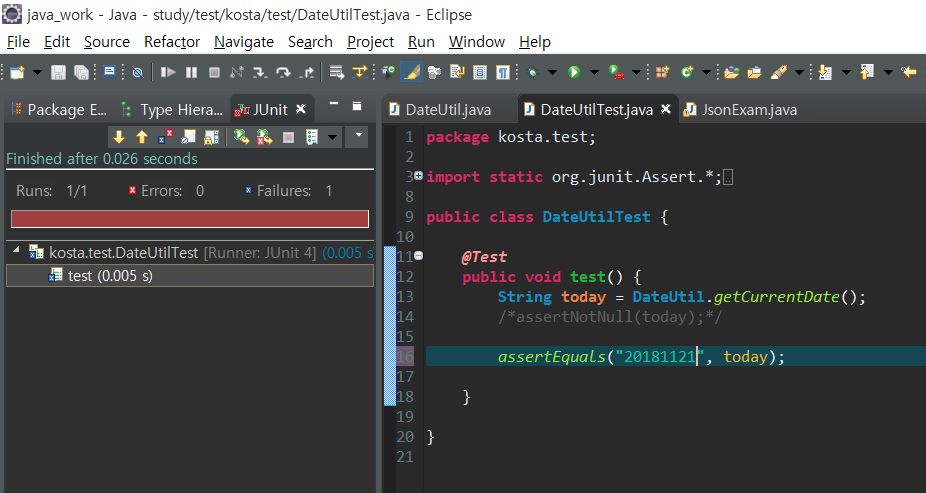 java_work - Java - study/test/kosta/test/DateUtilTest.java - Eclipse
File Edit Source Refactor Navigate Search Project Run Window Help
Package E... Type Hiera... JUnit
Finished after 0.026 seconds
Runs: 1/1 Errors: 0 Failures: 1
kosta.test.DateUtilTest [Runner: JUnit 4] (0.005 s
test (0.005 s)
DateUtil.java DateUtilTest.java JsonExam.java
1 package kosta.test;
2
3 import static org.junit.Assert.*;
8
9 public class DateUtilTest {
10
11 @Test
12 public void test() {
13 String today = DateUtil.getCurrentDate();
14 /*assertNotNull(today);*/
15
16 assertEquals("20181121", today);
17
18 }
19
20 }
21